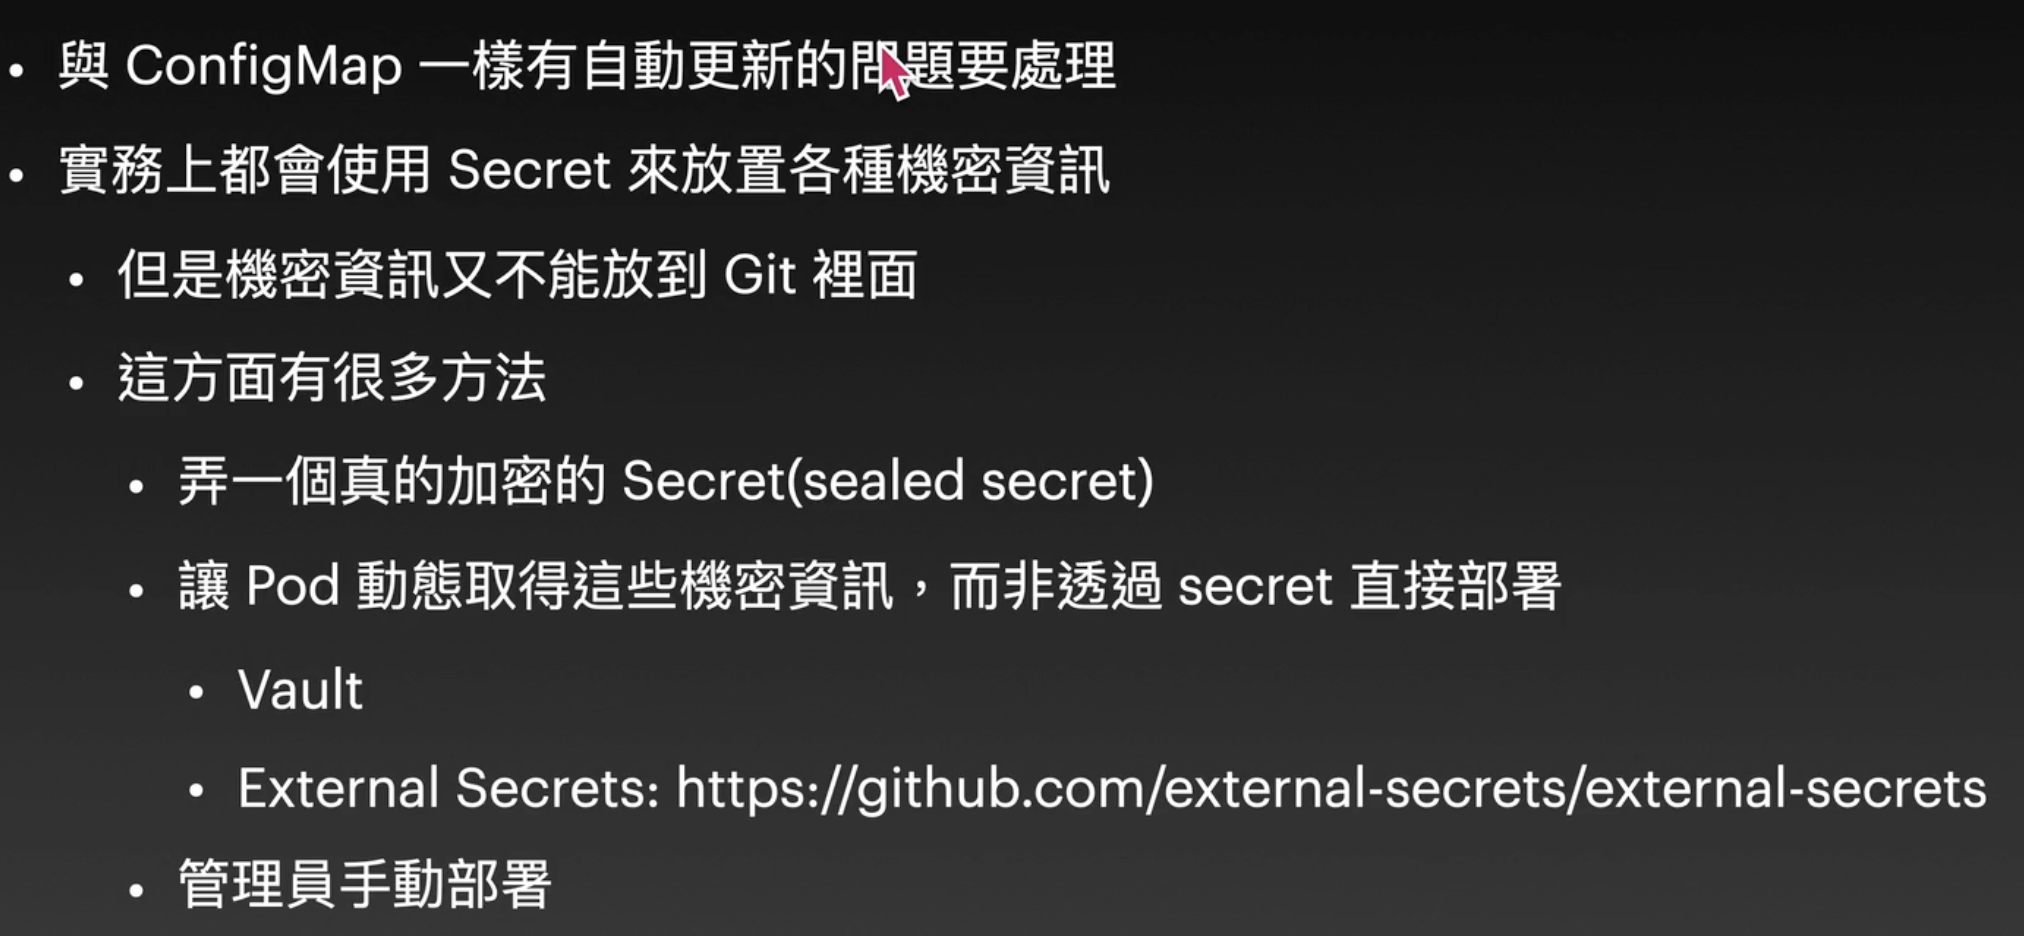 • 與 ConfigMap 一樣有自動更新的問題要處理
• 實務上都會使用 Secret 來放置各種機密資訊
• 但是機密資訊又不能放到 Git 裡面
• 這方面有很多方法
• 弄一個真的加密的 Secret(sealed secret)
• 讓 Pod 動態取得這些機密資訊，而非透過 secret 直接部署
• Vault
• External Secrets: https://github.com/external-secrets/external-secrets
• 管理員手動部署